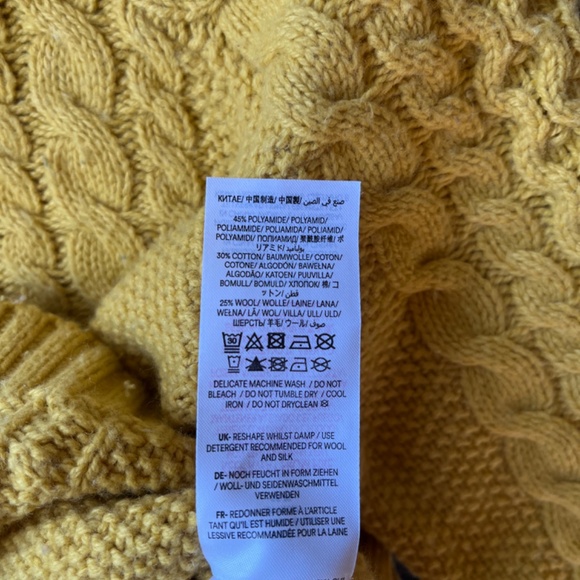 КИТАЕ/ 中国制造/ 中国製/ صنع في الصين
45% POLYAMIDE/ POLYAMID/
POLIAMMIDE/ POLIAMIDA/ POLIAMID/
POLYAMIDI/ ПОЛИАМИД/ 聚酰胺纤维/ ポ
リアミド/ بولياميد
30% COTTON/ BAUMWOLLE/ COTON/
COTONE/ ALGODÓN/ BAWEŁNA/
ALGODÃO/ KATOEN/ PUUVILLA/
BOMULL/ BOMULD/ ХЛОПОК/ 棉/ コ
ットン/ قطن
25% WOOL/ WOLLE/ LAINE/ LANA/
WEŁNA/ LÃ/ WOL/ VILLA/ ULL/ ULD/
ШЕРСТЬ/ 羊毛/ ウール/ صوف
30
DELICATE MACHINE WASH / DO NOT
BLEACH / DO NOT TUMBLE DRY / COOL
IRON / DO NOT DRYCLEAN
UK- RESHAPE WHILST DAMP / USE
DETERGENT RECOMMENDED FOR WOOL
AND SILK
DE- NOCH FEUCHT IN FORM ZIEHEN
/ WOLL- UND SEIDENWASCHMITTEL
VERWENDEN
FR- REDONNER FORME À L'ARTICLE
TANT QU'IL EST HUMIDE / UTILISER UNE
LESSIVE RECOMMANDÉE POUR LA LAINE